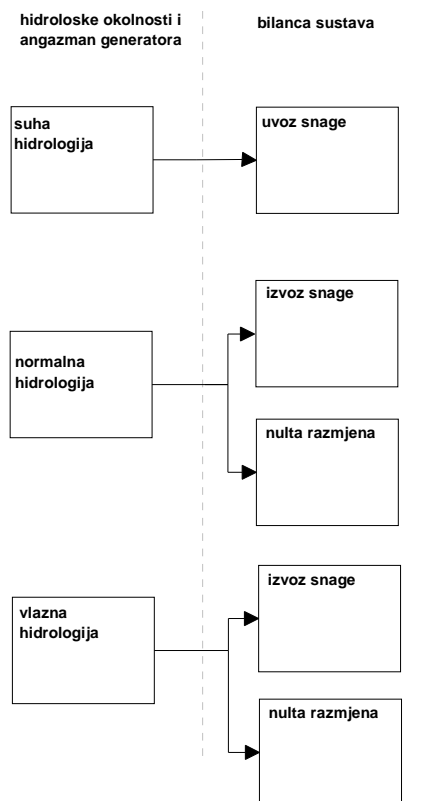 hidroloske okolnosti i
angazman generatora
bilanca sustava
suha
hidrologija
uvoz snage
normalna
hidrologija
izvoz snage
nulta razmjena
vlazna
hidrologija
izvoz snage
nulta razmjena